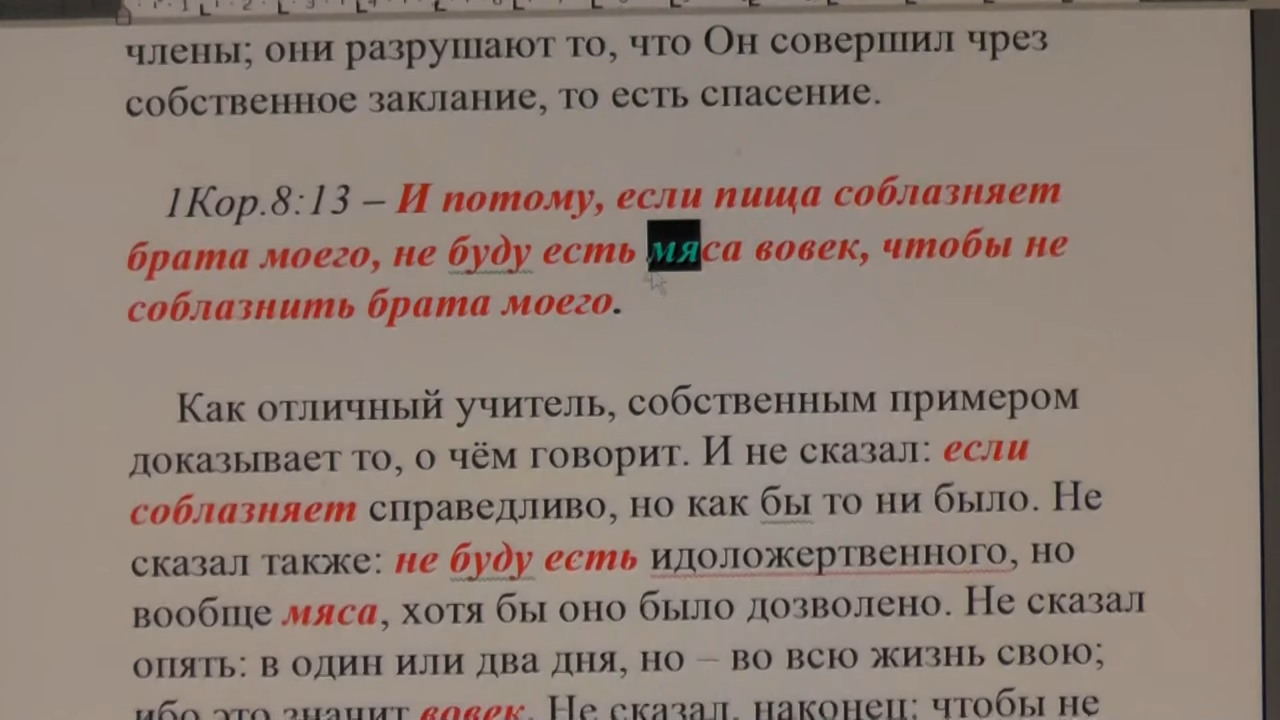 члены; они разрушают то, что Он совершил чрез
собственное заклание, то есть спасение.
1Кор.8:13 – И потому, если пища соблазняет
брата моего, не буду есть мяса вовек, чтобы не
соблазнить брата моего.
Как отличный учитель, собственным примером
доказывает то, о чём говорит. И не сказал: если
соблазняет справедливо, но как бы то ни было. Не
сказал также: не буду есть идоложертвенного, но
вообще мяса, хотя бы оно было дозволено. Не сказал
опять: в один или два дня, но – во всю жизнь свою;
ибо это значит вовек. Не сказал, наконец: чтобы не